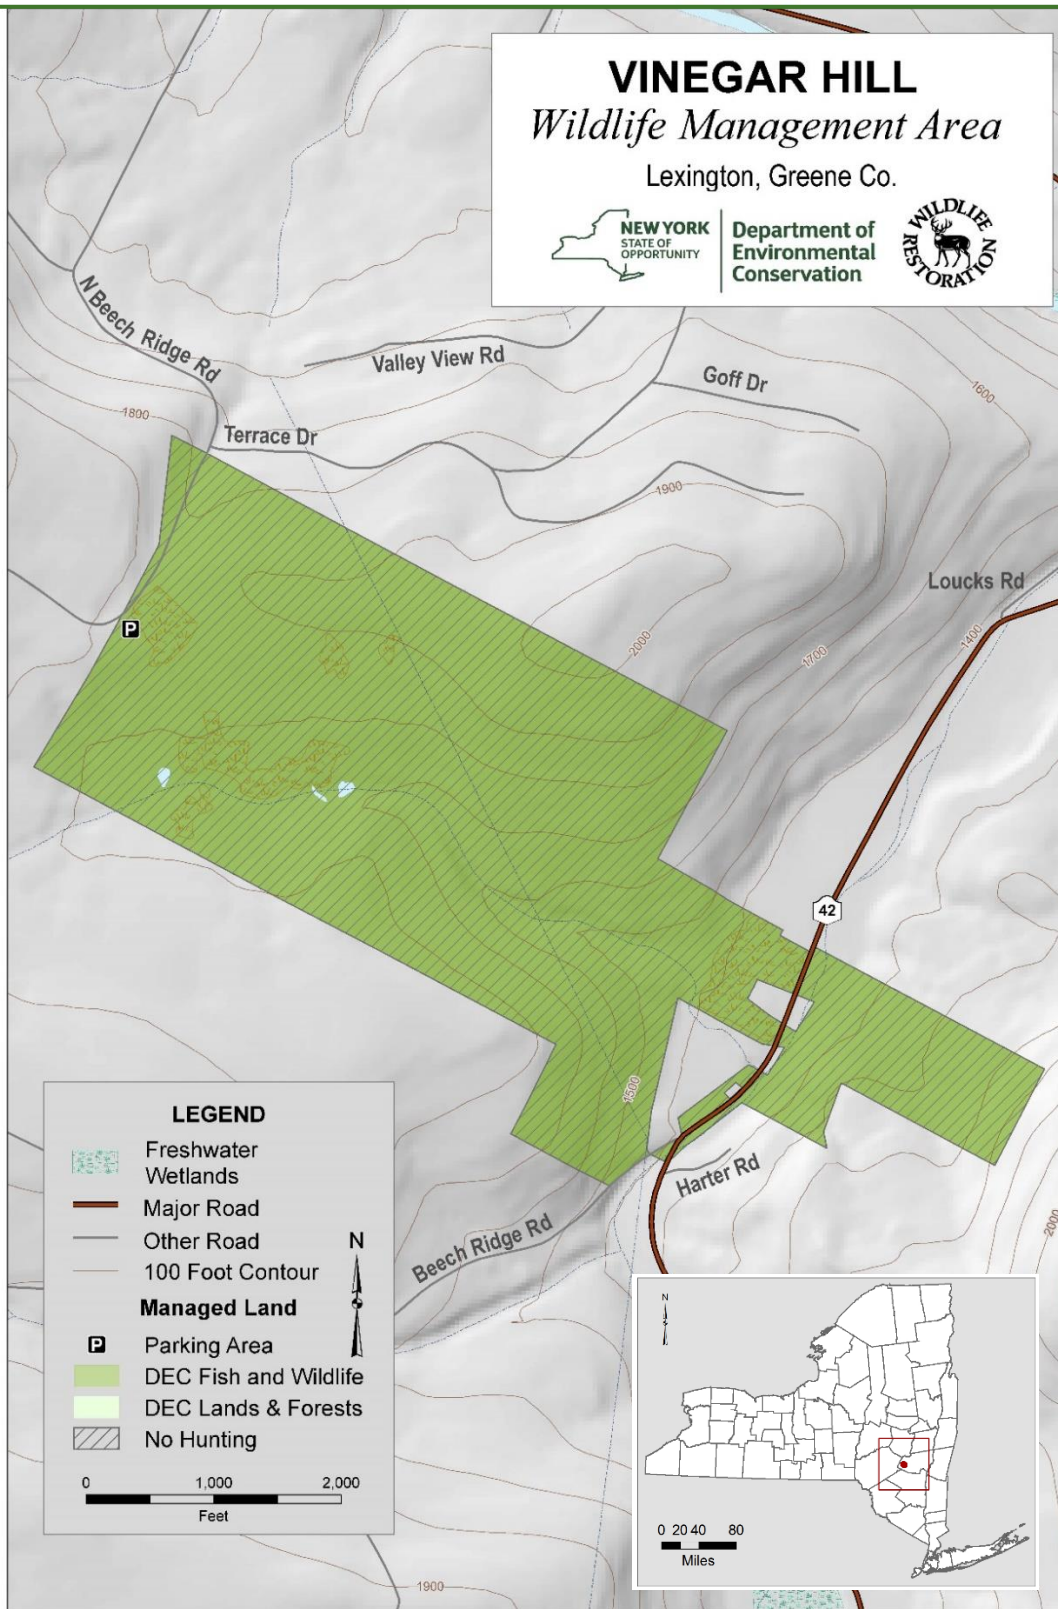 VINEGAR HILL
Wildlife Management Area
Lexington, Greene Co.
NEW YORK
STATE OF
OPPORTUNITY
Department of
Environmental
Conservation
WILDLIFE
RESTORATION
N Beech Ridge Rd
Valley View Rd
Goff Dr
1600
1800
Terrace Dr
1900
Loucks Rd
P
2000
1700
1400
42
1500
Harter Rd
Beech Ridge Rd
2000
LEGEND
Freshwater
Wetlands
Major Road
Other Road
N
100 Foot Contour
Managed Land
P
Parking Area
DEC Fish and Wildlife
DEC Lands & Forests
No Hunting
0 1,000 2,000
Feet
N
0 20 40 80
Miles
1900